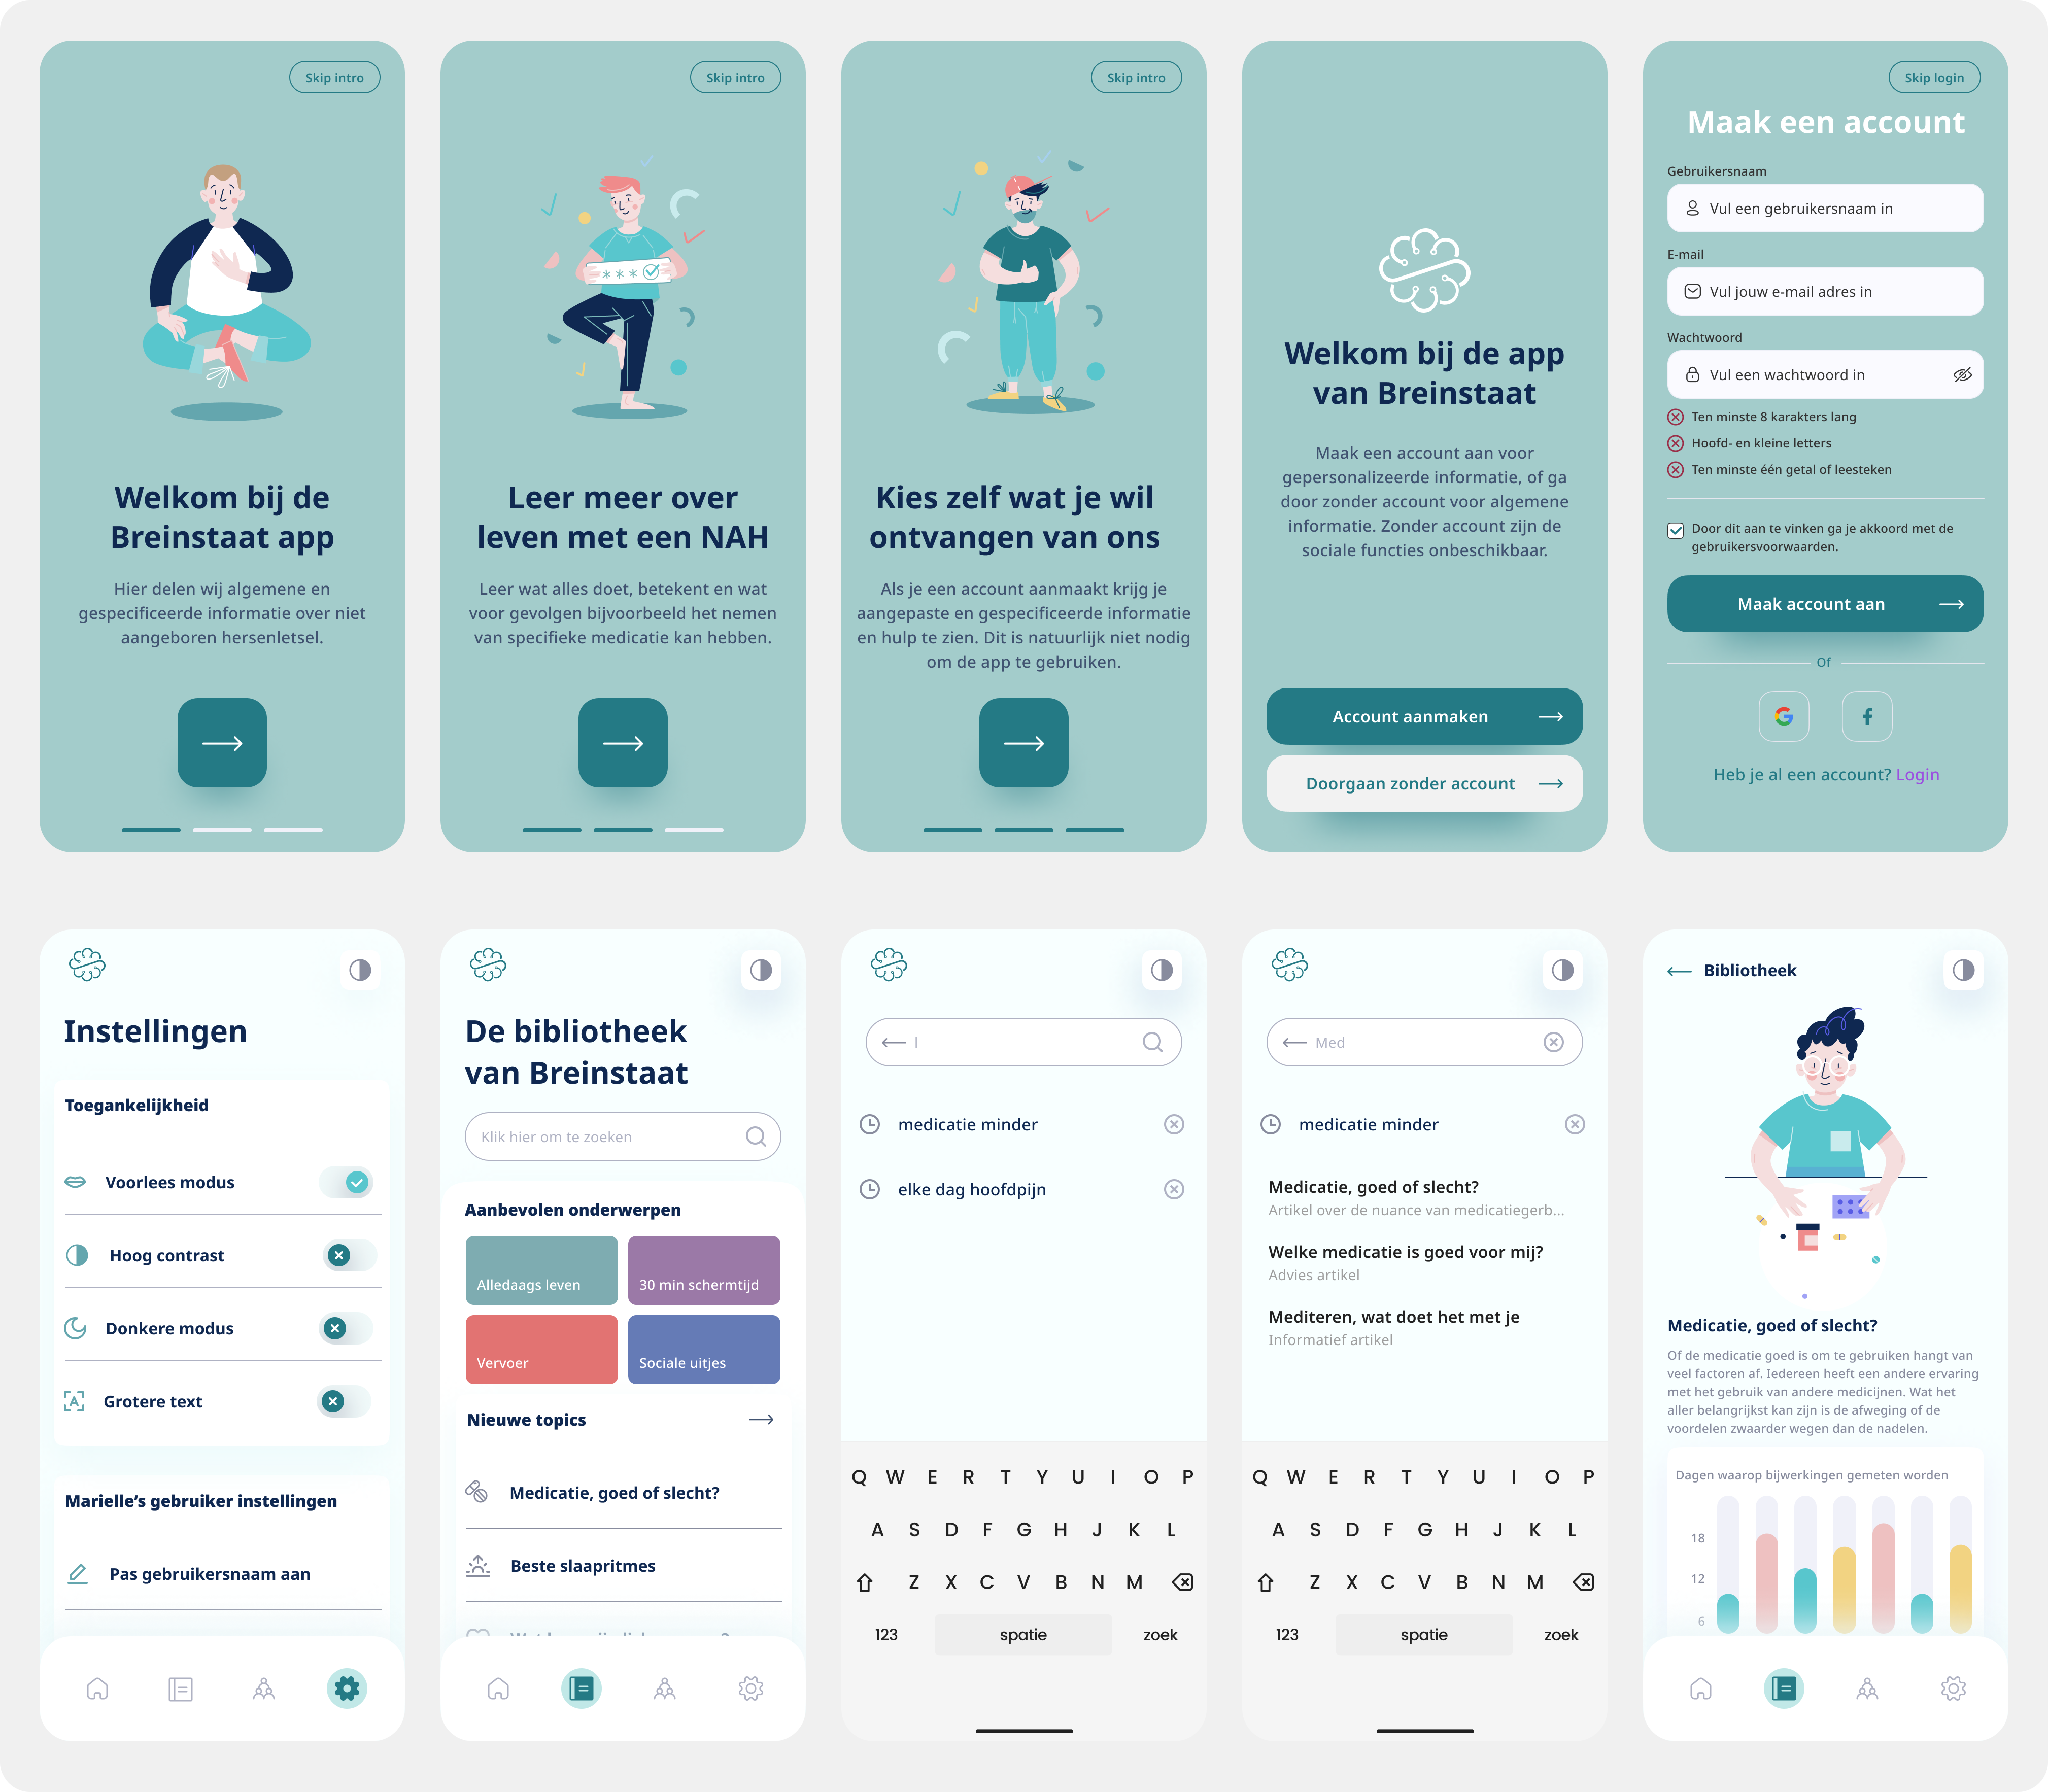 Skip intro
Welkom bij de
Breinstaat app
Hier delen wij algemene en
gespecificeerde informatie over niet
aangeboren hersenletsel.
Skip intro
***
Leer meer over
leven met een NAH
Leer wat alles doet, betekent en wat
voor gevolgen bijvoorbeeld het nemen
van specifieke medicatie kan hebben.
Skip intro
Kies zelf wat je wil
ontvangen van ons
Als je een account aanmaakt krijg je
aangepaste en gespecificeerde informatie
en hulp te zien. Dit is natuurlijk niet nodig
om de app te gebruiken.
Welkom bij de app
van Breinstaat
Maak een account aan voor
gepersonalizeerde informatie, of ga
door zonder account voor algemene
informatie. Zonder account zijn de
sociale functies onbeschikbaar.
Account aanmaken
Doorgaan zonder account
Skip login
Maak een account
Gebruikersnaam
Vul een gebruikersnaam in
E-mail
Vul jouw e-mail adres in
Wachtwoord
Vul een wachtwoord in
Ten minste 8 karakters lang
Hoofd- en kleine letters
Ten minste één getal of leesteken
Door dit aan te vinken ga je akkoord met de
gebruikersvoorwaarden.
Maak account aan
Of
Heb je al een account? Login
Instellingen
Toegankelijkheid
Voorlees modus
Hoog contrast
Donkere modus
Grotere text
Marielle's gebruiker instellingen
Pas gebruikersnaam aan
De bibliotheek
van Breinstaat
Klik hier om te zoeken
Aanbevolen onderwerpen
Alledaags leven
30 min schermtijd
Vervoer
Sociale uitjes
Nieuwe topics
Medicatie, goed of slecht?
Beste slaapritmes
medicatie minder
elke dag hoofdpijn
Q W E R T Y U I O P
A S D F G H J K L
Z X C V B N M
123 spatie zoek
Med
medicatie minder
Medicatie, goed of slecht?
Artikel over de nuance van medicatiegerb...
Welke medicatie is goed voor mij?
Advies artikel
Mediteren, wat doet het met je
Informatief artikel
Q W E R T Y U I O P
A S D F G H J K L
Z X C V B N M
123 spatie zoek
Bibliotheek
Medicatie, goed of slecht?
Of de medicatie goed is om te gebruiken hangt van
veel factoren af. Iedereen heeft een andere ervaring
met het gebruik van andere medicijnen. Wat het
aller belangrijkst kan zijn is de afweging of de
voordelen zwaarder wegen dan de nadelen.
Dagen waarop bijwerkingen gemeten worden
18
12
6